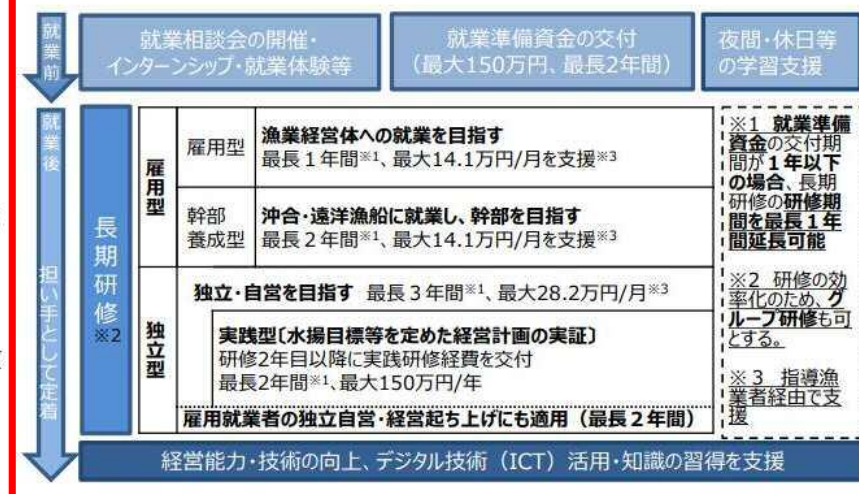 就業前
就業相談会の開催・
インターンシップ・就業体験等
就業準備資金の交付
（最大150万円、最長2年間）
夜間・休日等
の学習支援
就業後
担い手として定着
長期研修
※2
雇用型
雇用型
漁業経営体への就業を目指す
最長１年間※1、最大14.1万円/月を支援※3
幹部
養成型
沖合・遠洋漁船に就業し、幹部を目指す
最長２年間※1、最大14.1万円/月を支援※3
独立型
独立・自営を目指す 最長３年間※1、最大28.2万円/月※3
実践型〔水揚目標等を定めた経営計画の実証〕
研修2年目以降に実践研修経費を交付
最長2年間※1、最大150万円/年
雇用就業者の独立自営・経営起ち上げにも適用（最長２年間）
※１ 就業準備
資金の交付期
間が１年以下
の場合、長期
研修の研修期
間を最長１年
間延長可能
※２ 研修の効
率化のため、グ
ループ研修も可
とする。
※３ 指導漁
業者経由で支
援
経営能力・技術の向上、デジタル技術（ICT）活用・知識の習得を支援